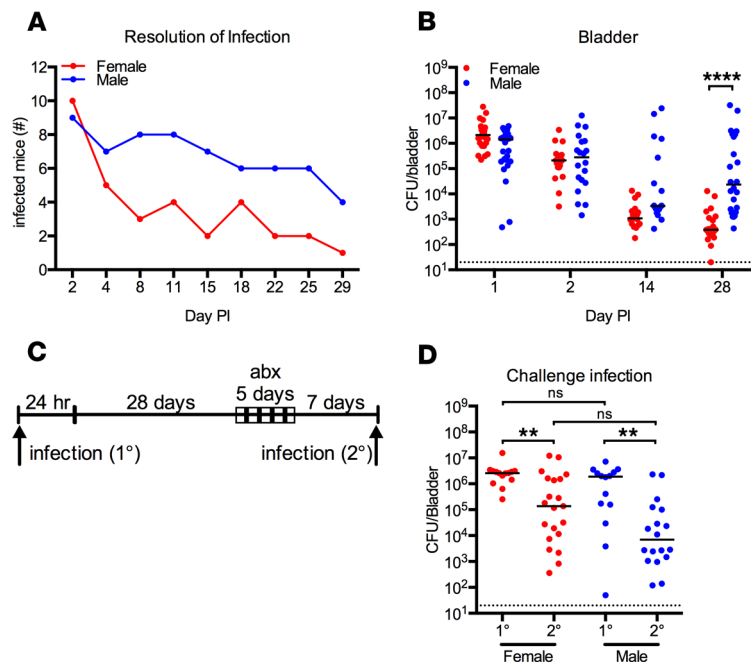 A
Resolution of Infection
Female
Male
infected mice (#)
12
10
8
6
4
2
0
2 4 8 11 15 18 22 25 29
Day PI
B
Bladder
Female
Male
****
CFU/bladder
10⁹
10⁸
10⁷
10⁶
10⁵
10⁴
10³
10²
10¹
1 2 14 28
Day PI
C
abx
24 hr 28 days 5 days 7 days
infection (1°) infection (2°)
D
Challenge infection
ns
ns
** **
CFU/Bladder
10⁹
10⁸
10⁷
10⁶
10⁵
10⁴
10³
10²
10¹
1° 2° 1° 2°
Female Male